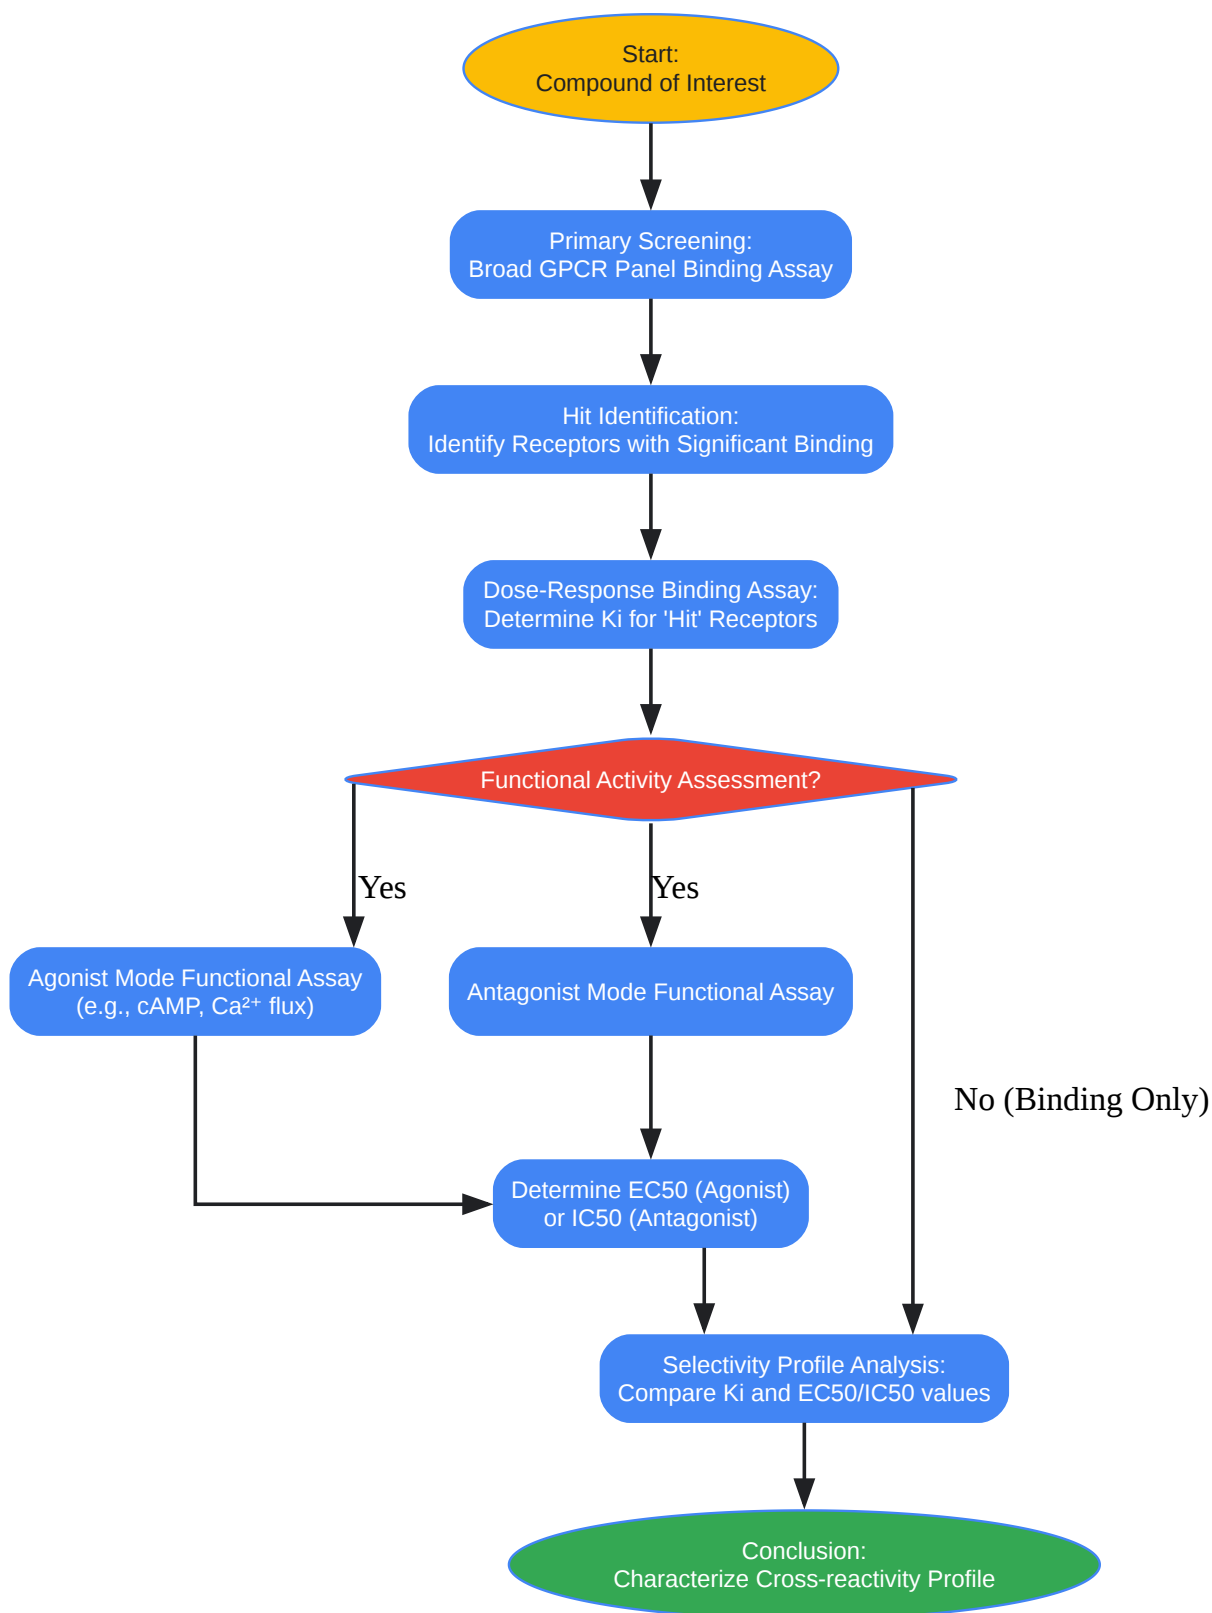 Start:
Compound of Interest
Primary Screening:
Broad GPCR Panel Binding Assay
Hit Identification:
Identify Receptors with Significant Binding
Dose-Response Binding Assay:
Determine Ki for 'Hit' Receptors
Functional Activity Assessment?
Yes
Yes
Agonist Mode Functional Assay
(e.g., cAMP, Ca²⁺ flux)
Antagonist Mode Functional Assay
No (Binding Only)
Determine EC50 (Agonist)
or IC50 (Antagonist)
Selectivity Profile Analysis:
Compare Ki and EC50/IC50 values
Conclusion:
Characterize Cross-reactivity Profile